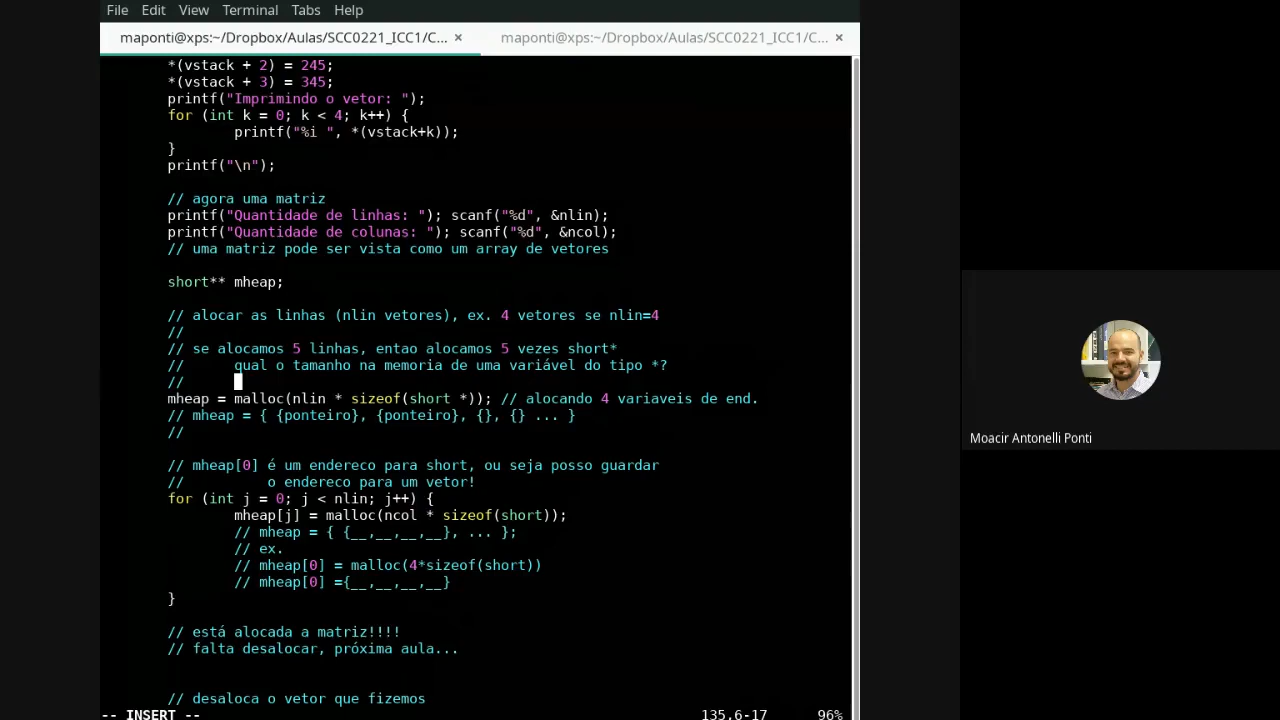 File Edit View Terminal Tabs Help
maponti@xps:~/Dropbox/Aulas/SCC0221_ICC1/C... × maponti@xps:~/Dropbox/Aulas/SCC0221_ICC1/C... ×
*(vstack + 2) = 245;
*(vstack + 3) = 345;
printf("Imprimindo o vetor: ");
for (int k = 0; k < 4; k++) {
printf("%i ", *(vstack+k));
}
printf("\n");
// agora uma matriz
printf("Quantidade de linhas: "); scanf("%d", &nlin);
printf("Quantidade de colunas: "); scanf("%d", &ncol);
// uma matriz pode ser vista como um array de vetores
short** mheap;
// alocar as linhas (nlin vetores), ex. 4 vetores se nlin=4
//
// se alocamos 5 linhas, entao alocamos 5 vezes short*
// qual o tamanho na memoria de uma variável do tipo *?
//
mheap = malloc(nlin * sizeof(short *)); // alocando 4 variaveis de end.
// mheap = { {ponteiro}, {ponteiro}, {}, {} ... }
//
// mheap[0] é um endereco para short, ou seja posso guardar
// o endereco para um vetor!
for (int j = 0; j < nlin; j++) {
mheap[j] = malloc(ncol * sizeof(short));
// mheap = { {__,__,__,__}, ... };
// ex.
// mheap[0] = malloc(4*sizeof(short))
// mheap[0] ={__,__,__,__}
}
// está alocada a matriz!!!!
// falta desalocar, próxima aula...
// desaloca o vetor que fizemos
-- INSERT -- 135,6-17 96%
Moacir Antonelli Ponti